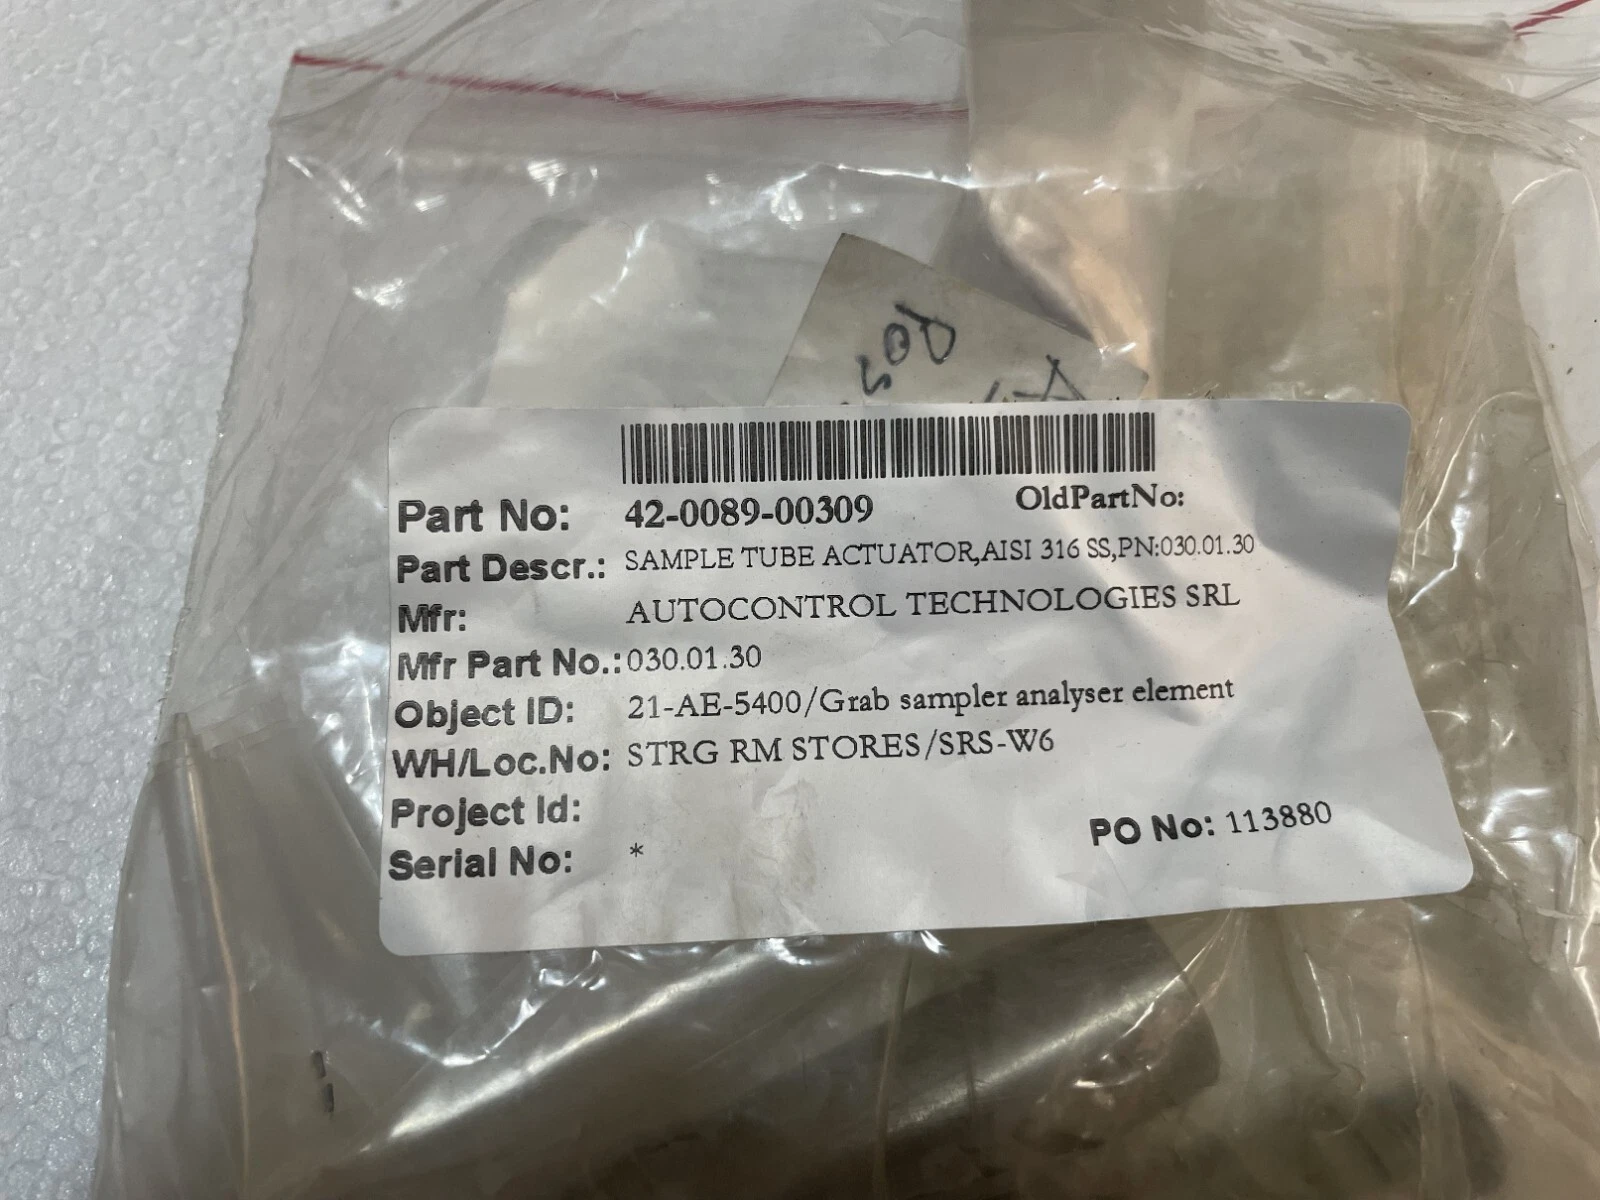 Part No: 42-0089-00309 OldPartNo:
Part Descr.: SAMPLE TUBE ACTUATOR,AISI 316 SS,PN:030.01.30
Mfr: AUTOCONTROL TECHNOLOGIES SRL
Mfr Part No.: 030.01.30
Object ID: 21-AE-5400/Grab sampler analyser element
WH/Loc.No: STRG RM STORES/SRS-W6
Project Id:
PO No: 113880
Serial No: *